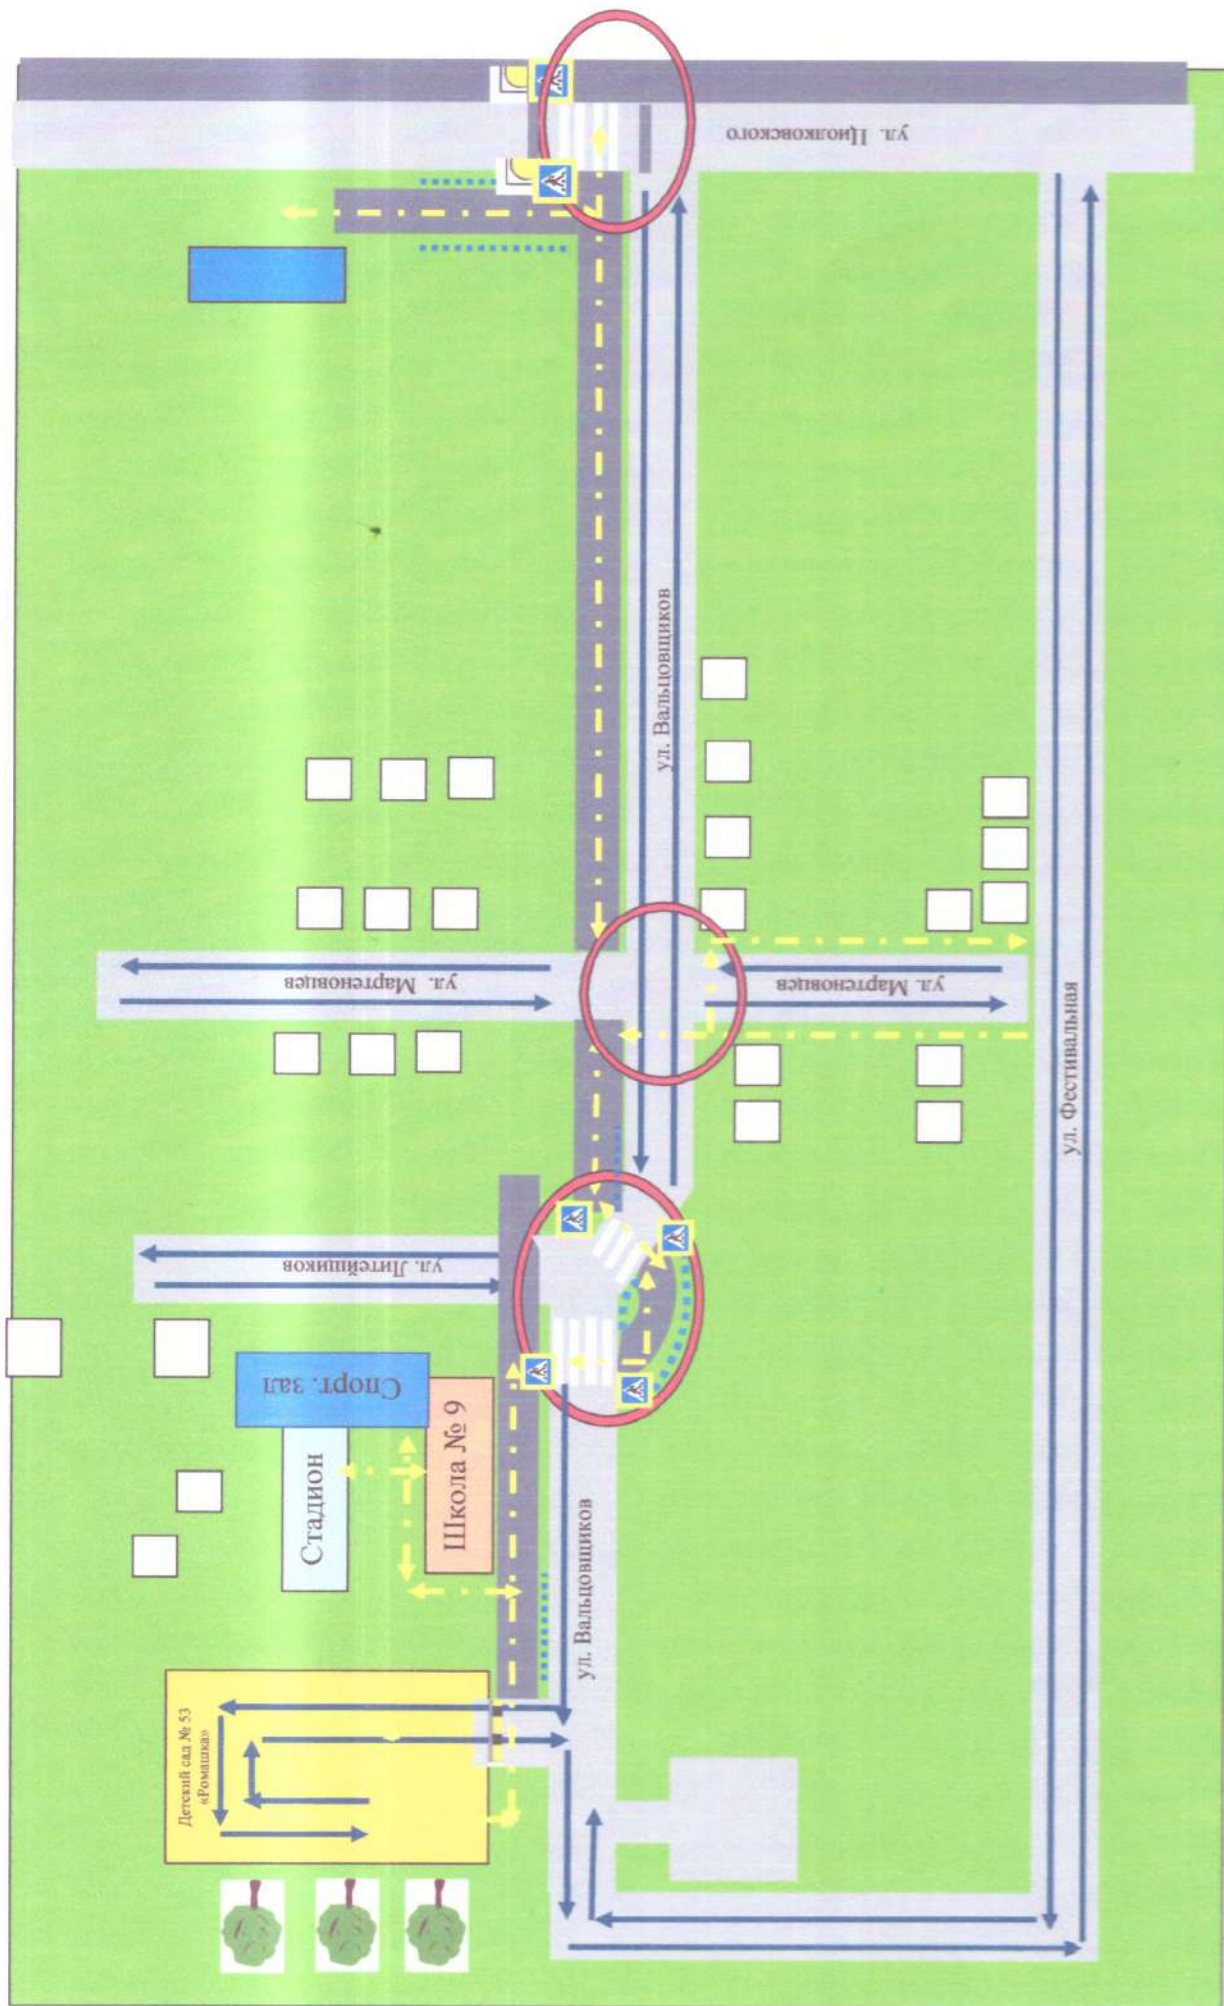 ул. Циолковского
ул. Вальцовщиков
ул. Мартеновцев
ул. Мартеновцев
ул. Фестивальная
ул. Литейщиков
Спорт. зал
Стадион
Школа № 9
ул. Вальцовщиков
Детский сад № 53
«Ромашка»